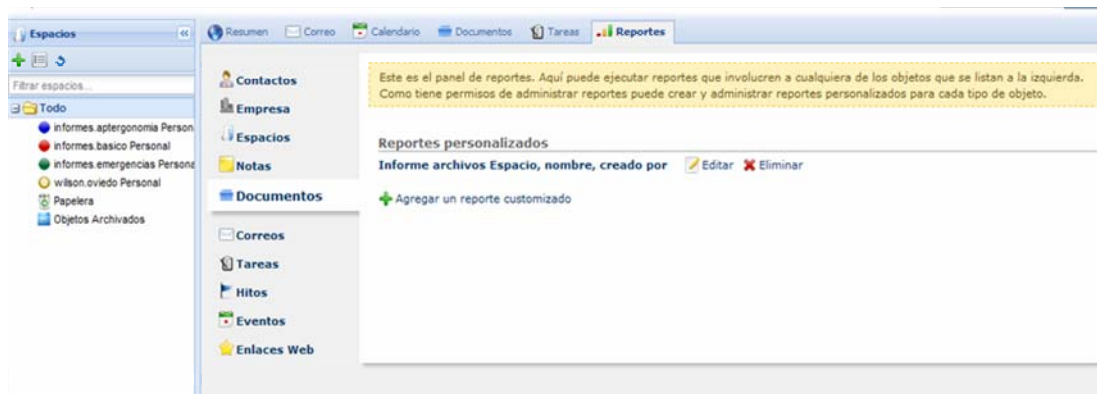 Espacios
Filtrar espacios...
Todo
informes.aptergonomia Person
informes.basico Personal
informes.emergencias Persona
wilson.oviedo Personal
Papelera
Objetos Archivados
Resumen Correo Calendario Documentos Tareas Reportes
Contactos
Empresa
Espacios
Notas
Documentos
Correos
Tareas
Hitos
Eventos
Enlaces Web
Este es el panel de reportes. Aquí puede ejecutar reportes que involucren a cualquiera de los objetos que se listan a la izquierda.
Como tiene permisos de administrar reportes puede crear y administrar reportes personalizados para cada tipo de objeto.
Reportes personalizados
Informe archivos Espacio, nombre, creado por Editar Eliminar
Agregar un reporte customizado